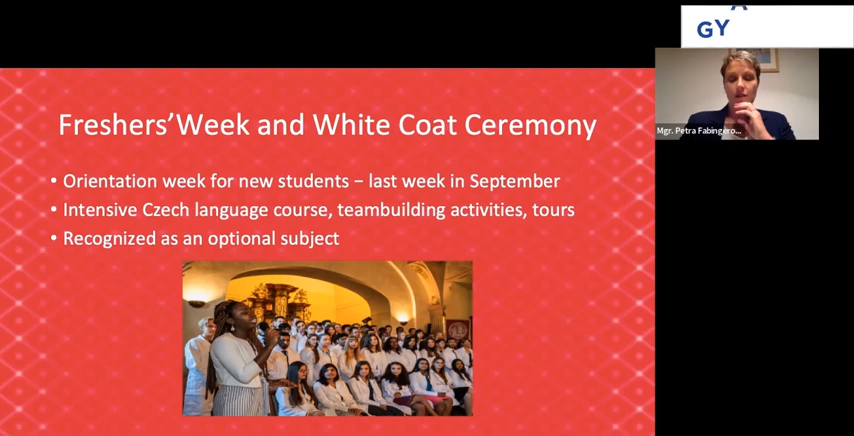 GY
Freshers’Week and White Coat Ceremony
Mgr. Petra Fabingero...
• Orientation week for new students – last week in September
• Intensive Czech language course, teambuilding activities, tours
• Recognized as an optional subject